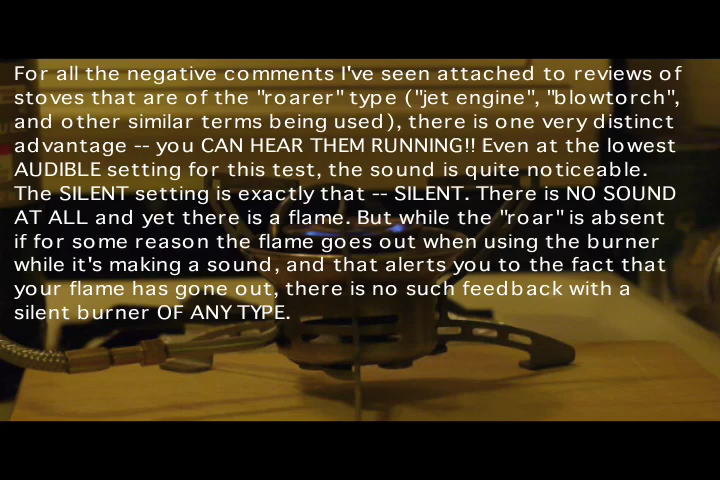 For all the negative comments I've seen attached to reviews of
stoves that are of the "roarer" type ("jet engine", "blowtorch",
and other similar terms being used), there is one very distinct
advantage -- you CAN HEAR THEM RUNNING!! Even at the lowest
AUDIBLE setting for this test, the sound is quite noticeable.
The SILENT setting is exactly that -- SILENT. There is NO SOUND
AT ALL and yet there is a flame. But while the "roar" is absent
if for some reason the flame goes out when using the burner
while it's making a sound, and that alerts you to the fact that
your flame has gone out, there is no such feedback with a
silent burner OF ANY TYPE.